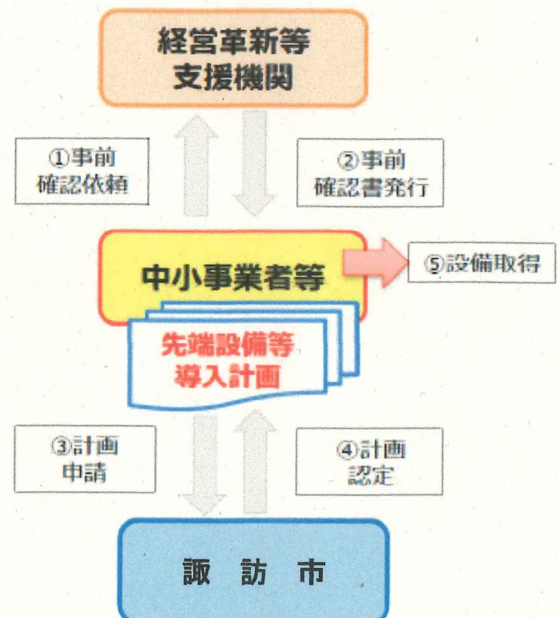 経営革新等
支援機関
①事前
確認依頼
②事前
確認書発行
中小事業者等
⑤設備取得
先端設備等
導入計画
③計画
申請
④計画
認定
諏訪市